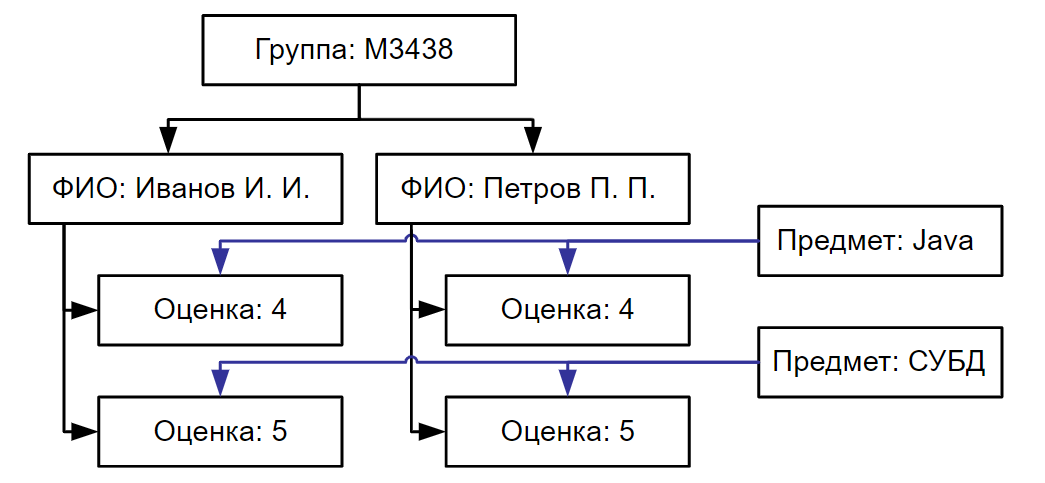 Группа: M3438
ФИО: Иванов И. И.
ФИО: Петров П. П.
Предмет: Java
Оценка: 4
Оценка: 4
Предмет: СУБД
Оценка: 5
Оценка: 5